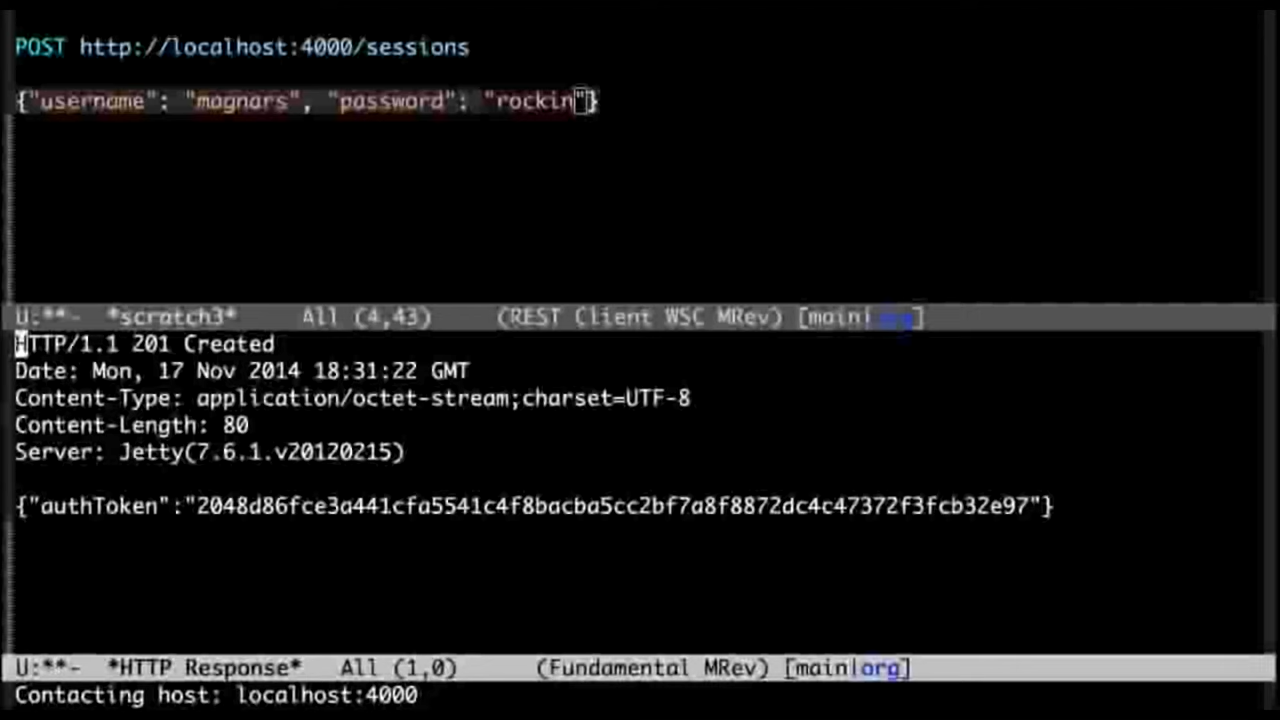 POST http://localhost:4000/sessions
{"username": "magnars", "password": "rockin"}
U:**-  *scratch3*     All (4,43)     (REST Client WSC MRev) [main|org]
HTTP/1.1 201 Created
Date: Mon, 17 Nov 2014 18:31:22 GMT
Content-Type: application/octet-stream;charset=UTF-8
Content-Length: 80
Server: Jetty(7.6.1.v20120215)
{"authToken":"2048d86fce3a441cfa5541c4f8bacba5cc2bf7a8f8872dc4c47372f3fcb32e97"}
U:**-  *HTTP Response*   All (1,0)      (Fundamental MRev) [main|org]
Contacting host: localhost:4000